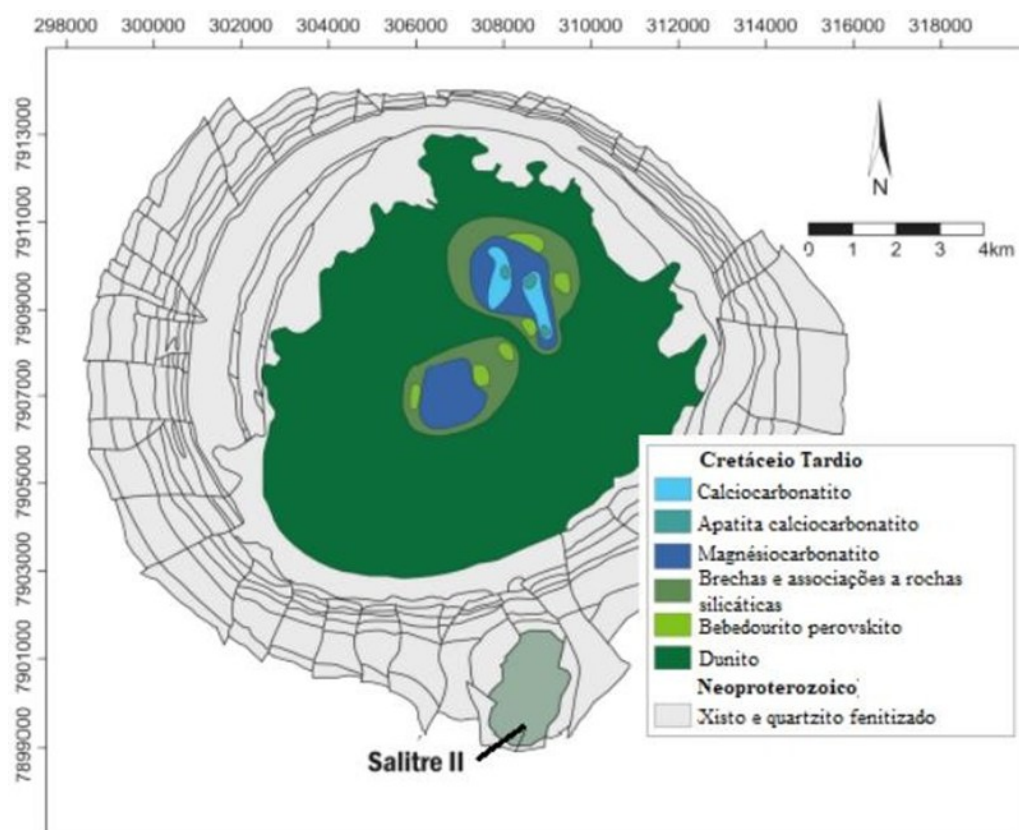 298000 300000 302000 304000 306000 308000 310000 312000 314000 316000 318000
7913000
7911000
7909000
7907000
7905000
7903000
7901000
7899000
N
0 1 2 3 4km
Cretáceio Tardio
Calciocarbonatito
Apatita calciocarbonatito
Magnésiocarbonatito
Brechas e associações a rochas
silicáticas
Bebedourito perovskito
Dunito
Neoproterozoico
Xisto e quartzito fenitizado
Salitre II